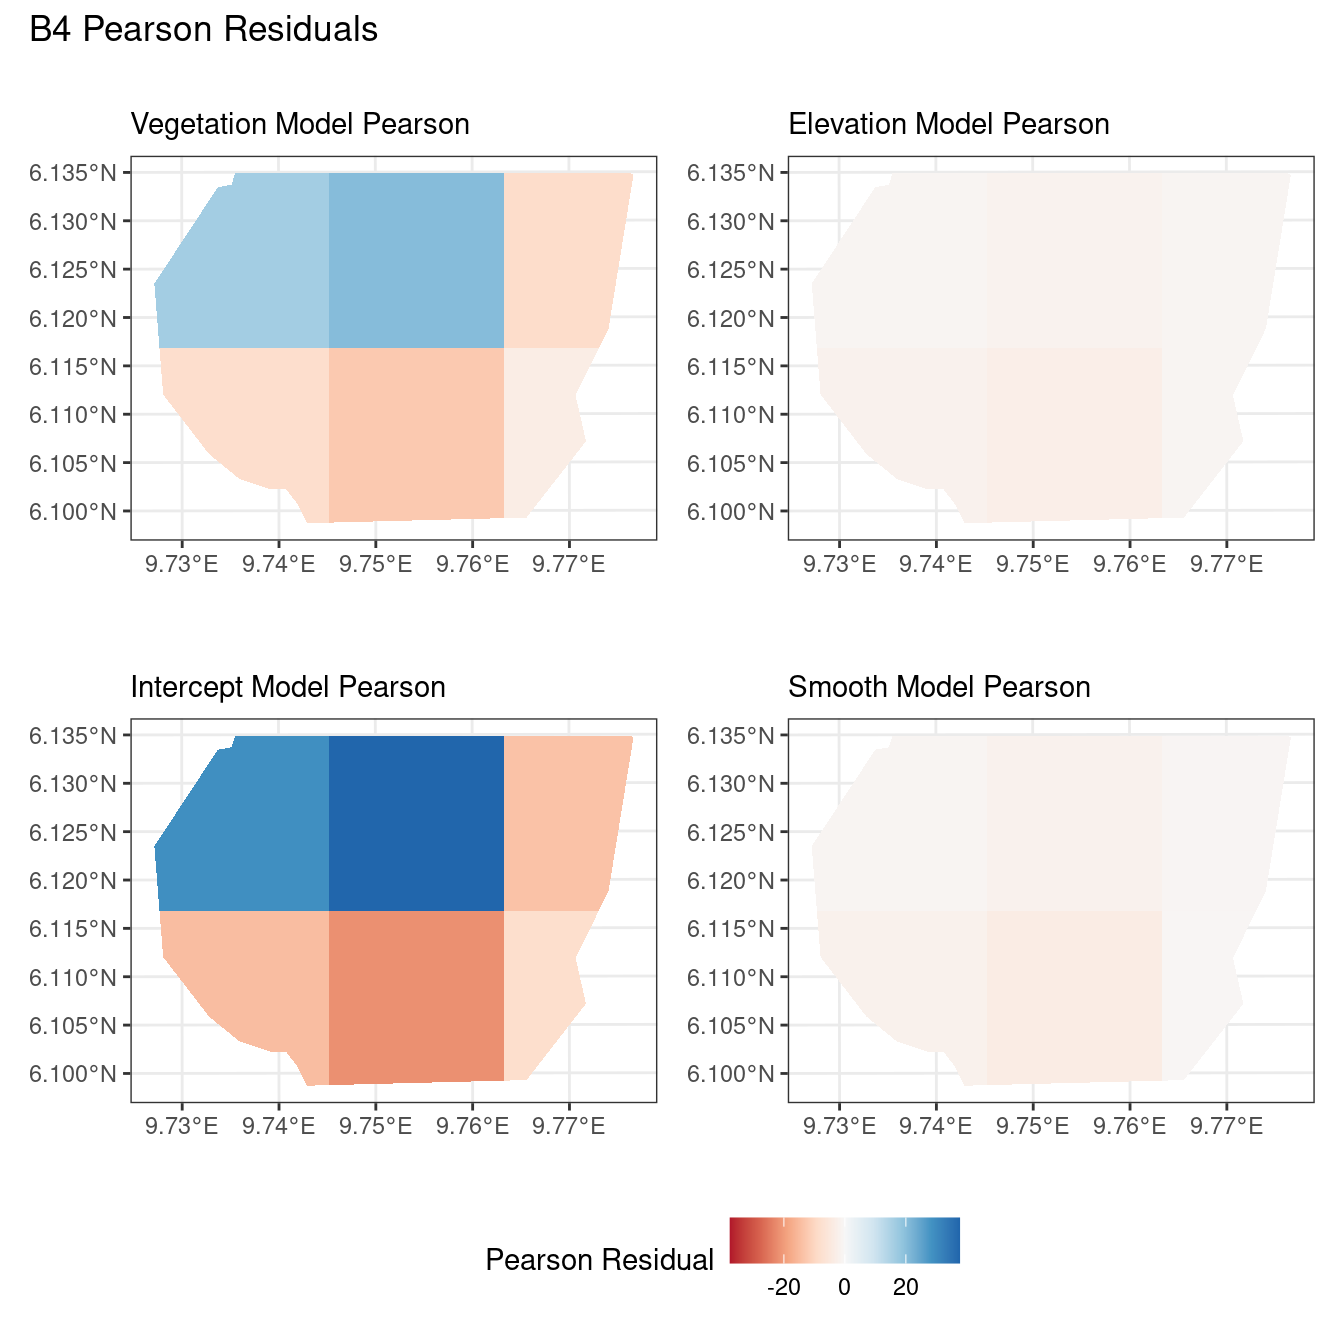 B4 Pearson Residuals
Vegetation Model Pearson
6.135°N
6.130°N
6.125°N
6.120°N
6.115°N
6.110°N
6.105°N
6.100°N
9.73°E 9.74°E 9.75°E 9.76°E 9.77°E
Elevation Model Pearson
6.135°N
6.130°N
6.125°N
6.120°N
6.115°N
6.110°N
6.105°N
6.100°N
9.73°E 9.74°E 9.75°E 9.76°E 9.77°E
Intercept Model Pearson
6.135°N
6.130°N
6.125°N
6.120°N
6.115°N
6.110°N
6.105°N
6.100°N
9.73°E 9.74°E 9.75°E 9.76°E 9.77°E
Smooth Model Pearson
6.135°N
6.130°N
6.125°N
6.120°N
6.115°N
6.110°N
6.105°N
6.100°N
9.73°E 9.74°E 9.75°E 9.76°E 9.77°E
Pearson Residual
-20 0 20